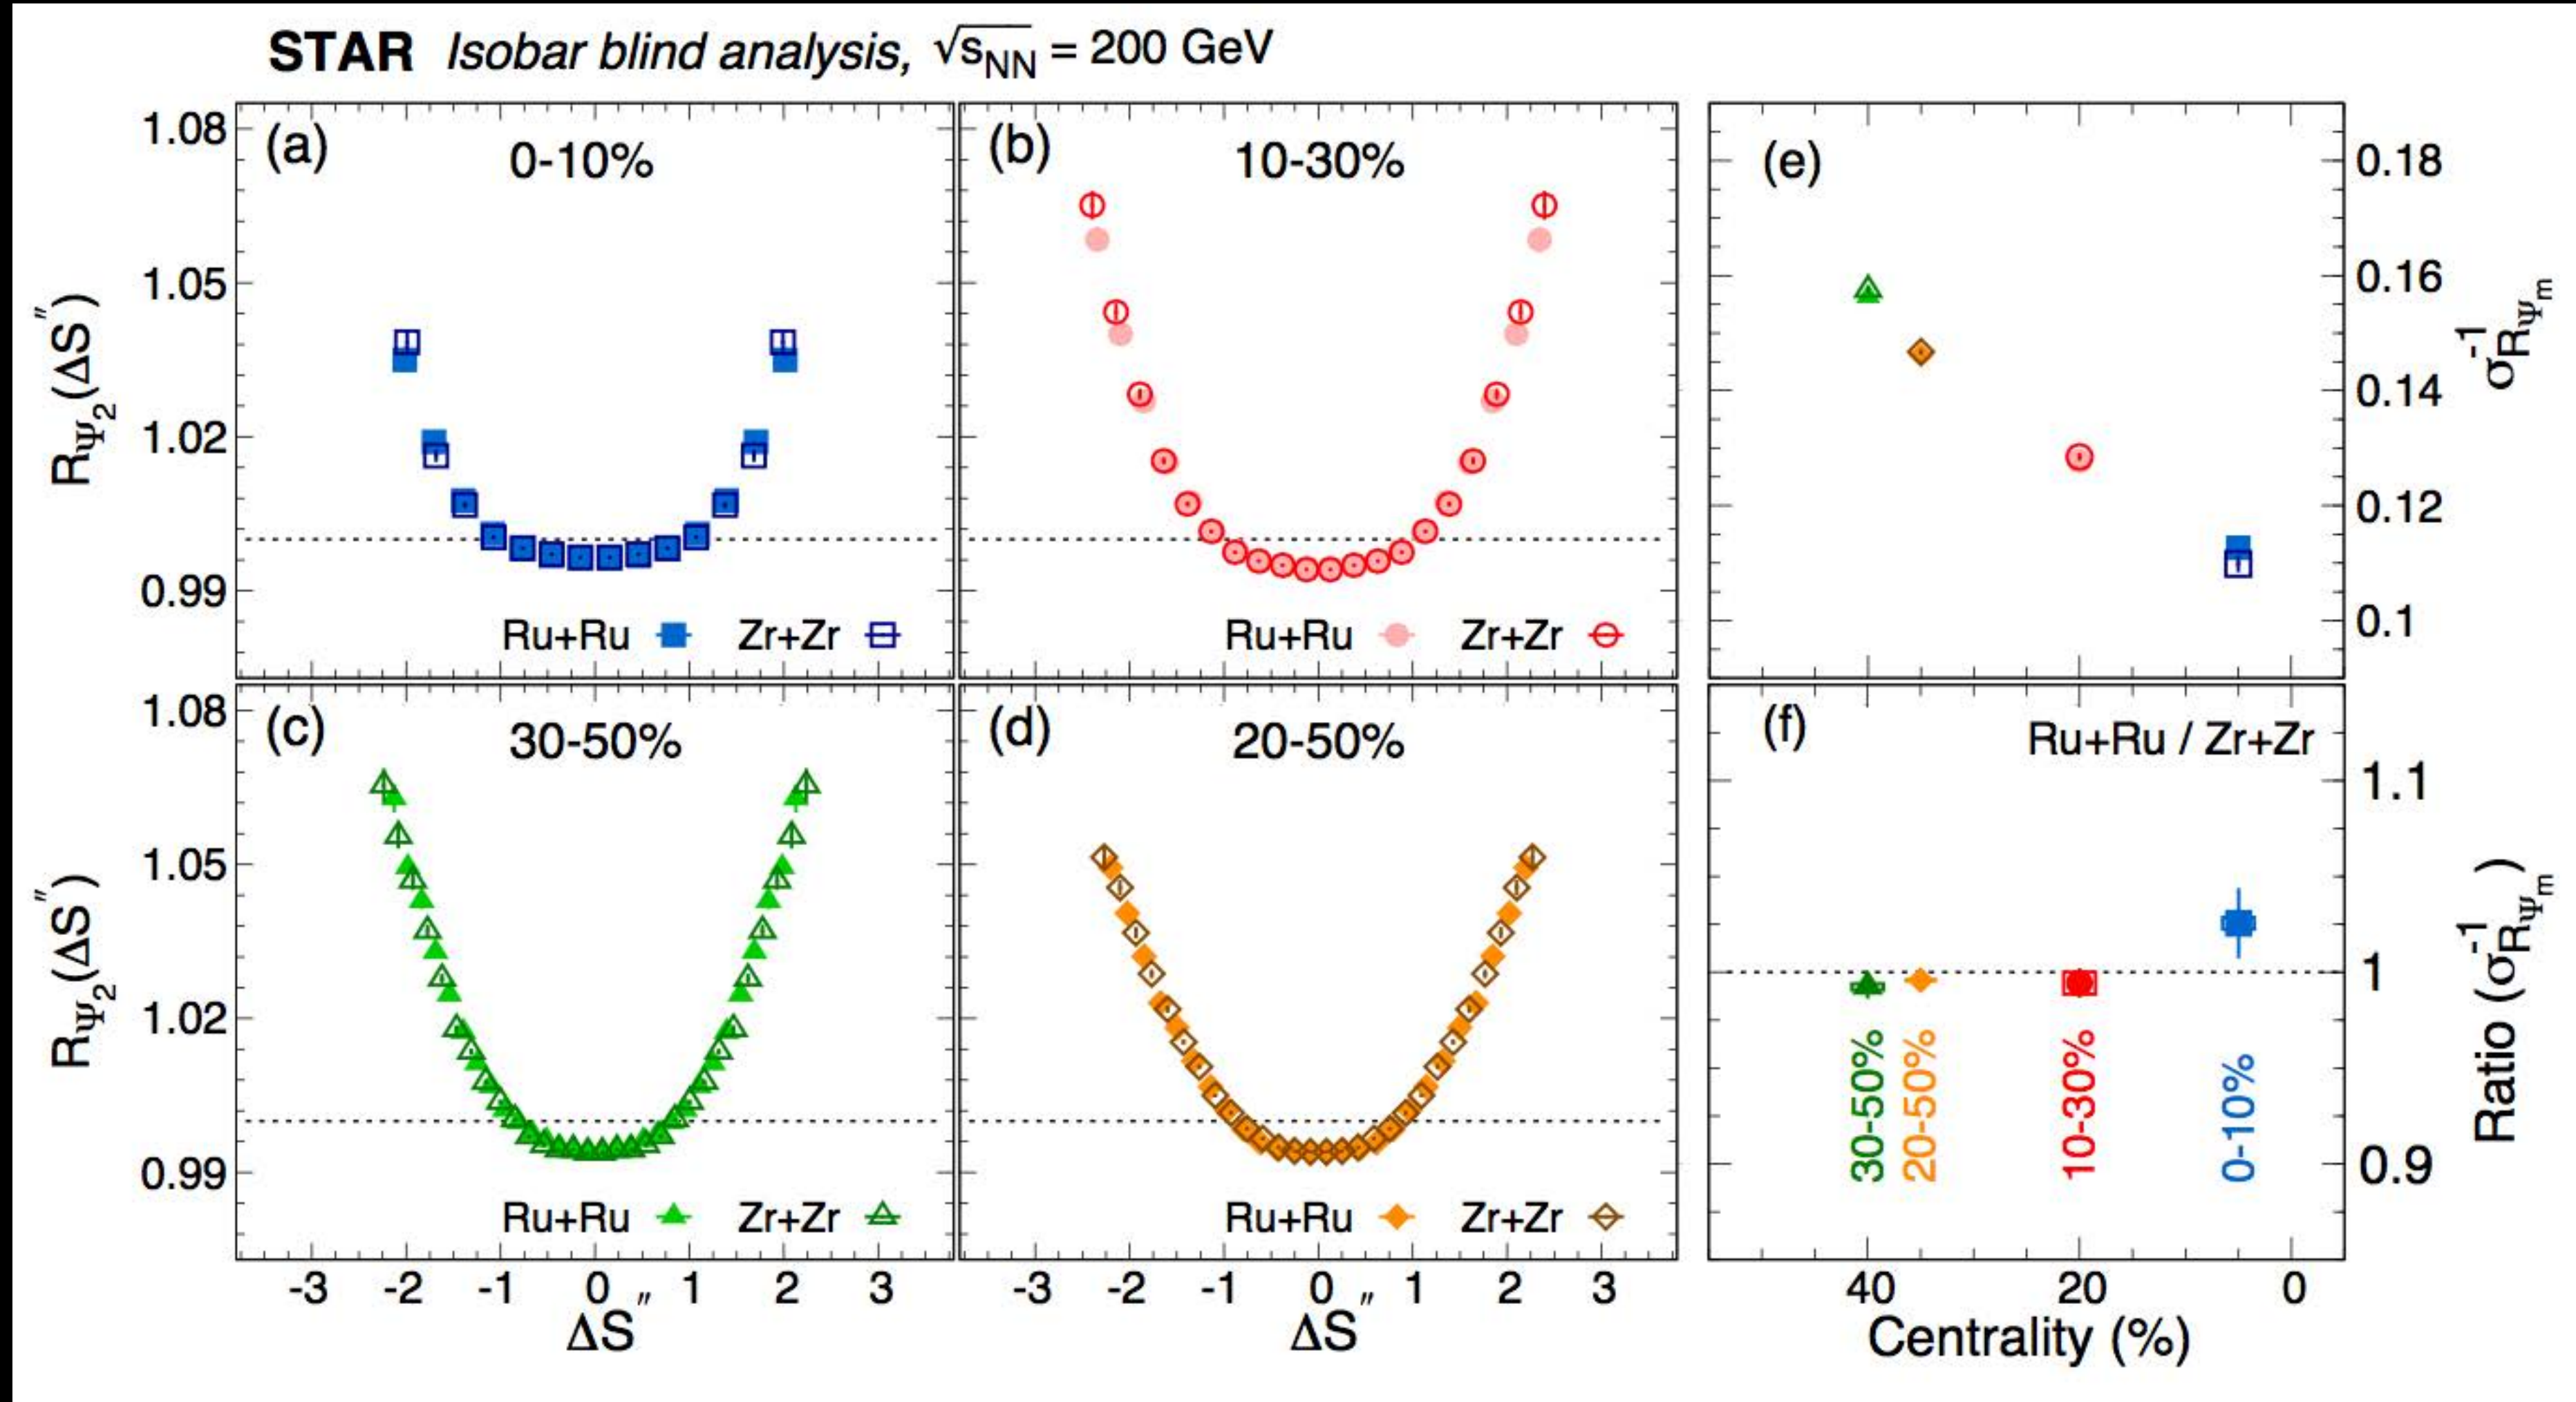 STAR Isobar blind analysis, √sNN = 200 GeV
(a) 0-10%
1.08
1.05
1.02
0.99
RΨ2(ΔS″)
Ru+Ru Zr+Zr
(b) 10-30%
Ru+Ru Zr+Zr
(e)
0.18
0.16
0.14
0.12
0.1
σ-1RΨm
(c) 30-50%
1.08
1.05
1.02
0.99
RΨ2(ΔS″)
Ru+Ru Zr+Zr
-3 -2 -1 0 1 2 3
ΔS″
(d) 20-50%
Ru+Ru Zr+Zr
-3 -2 -1 0 1 2 3
ΔS″
(f) Ru+Ru / Zr+Zr
1.1
1
0.9
Ratio (σ-1RΨm)
30-50%
20-50%
10-30%
0-10%
40 20 0
Centrality (%)